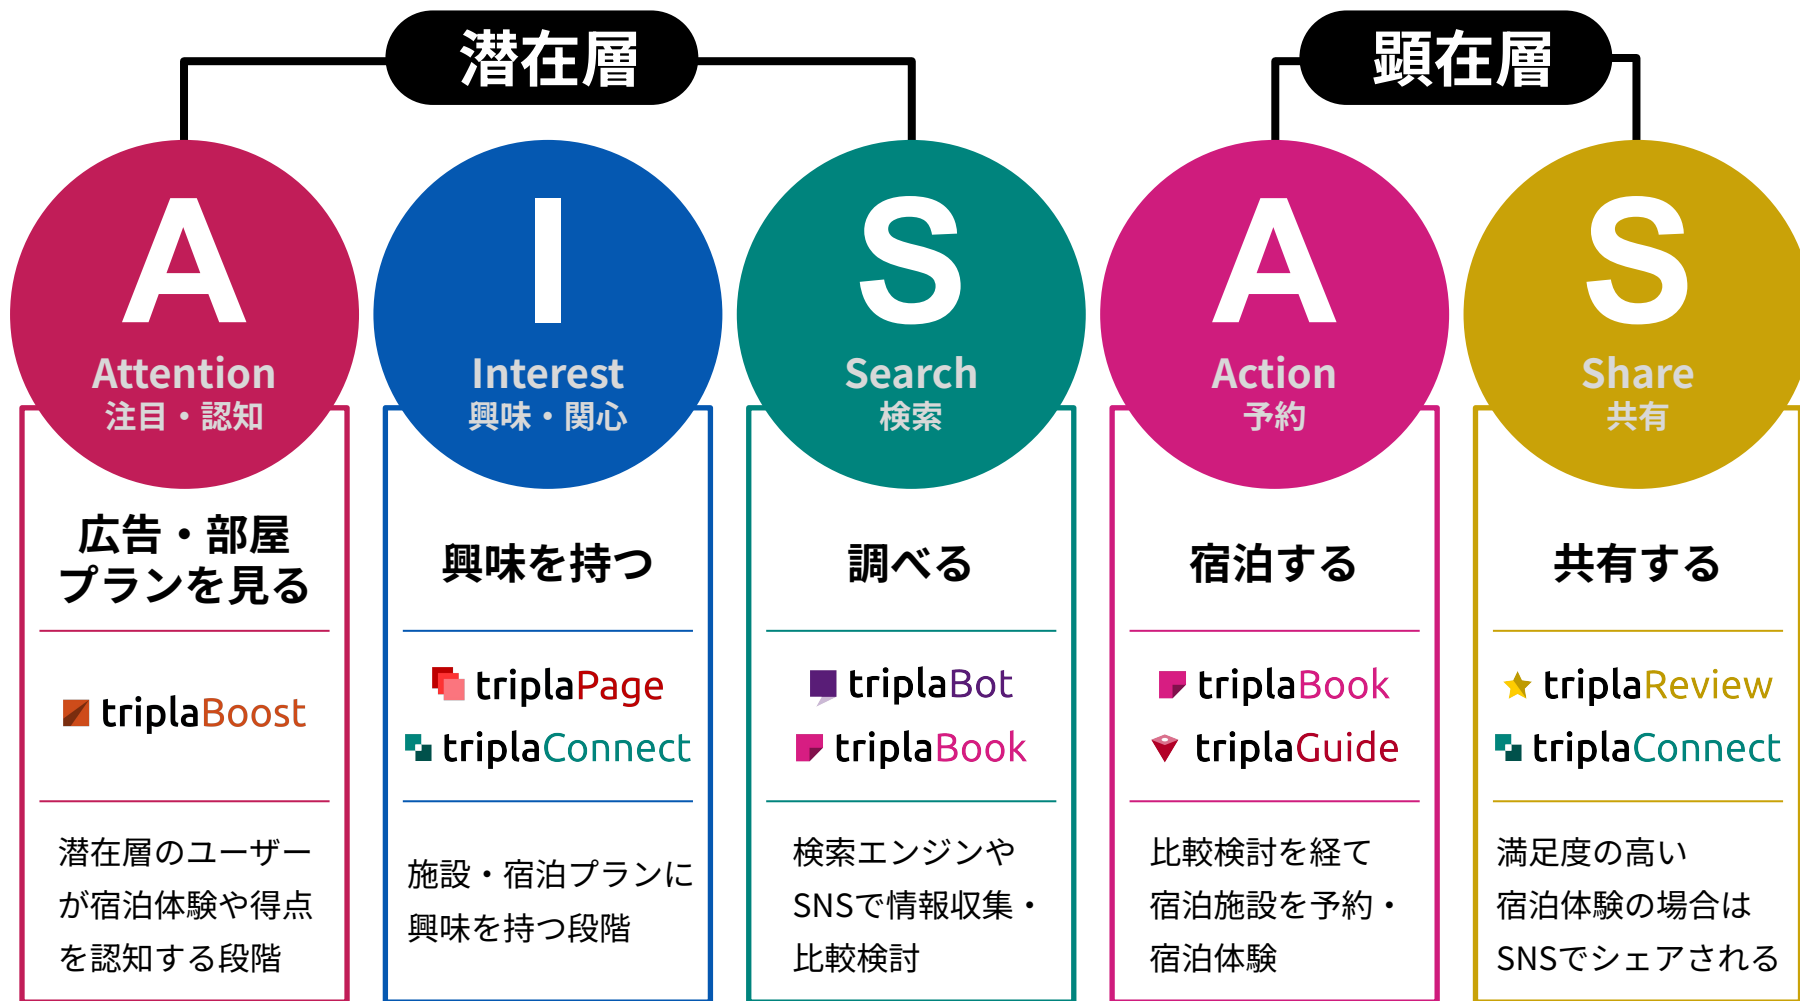 潜在層
顕在層
A
Attention
注目・認知
広告・部屋
プランを見る
triplaBoost
潜在層のユーザー
が宿泊体験や得点
を認知する段階
I
Interest
興味・関心
興味を持つ
triplaPage
triplaConnect
施設・宿泊プランに
興味を持つ段階
S
Search
検索
調べる
triplaBot
triplaBook
検索エンジンや
SNSで情報収集・
比較検討
A
Action
予約
宿泊する
triplaBook
triplaGuide
比較検討を経て
宿泊施設を予約・
宿泊体験
S
Share
共有
共有する
triplaReview
triplaConnect
満足度の高い
宿泊体験の場合は
SNSでシェアされる